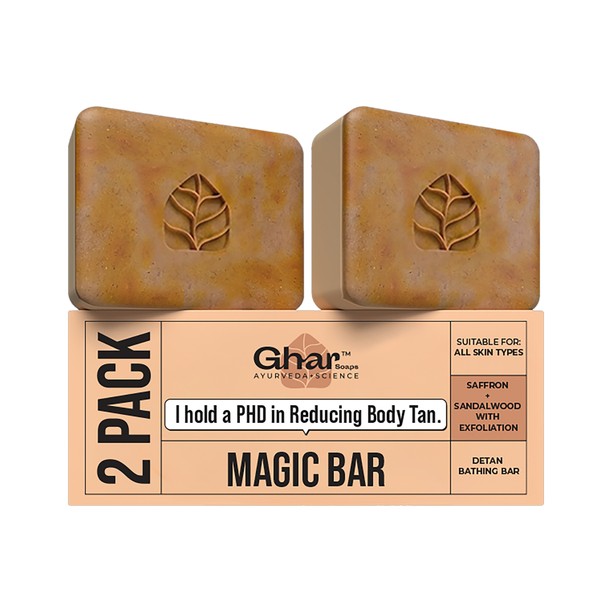 2 PACK
Ghar™
Soaps
AYURVEDA+SCIENCE
I hold a PHD in Reducing Body Tan.
MAGIC BAR
SUITABLE FOR:
ALL SKIN TYPES
SAFFRON
+
SANDALWOOD
WITH
EXFOLIATION
DETAN
BATHING BAR